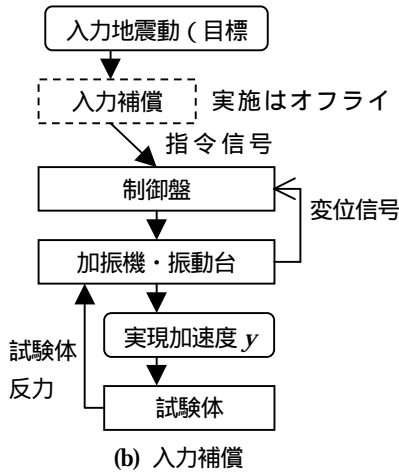 入力地震動（目標
入力補償
実施はオフライ
指令信号
制御盤
変位信号
加振機・振動台
実現加速度 y
試験体
反力
試験体
(b) 入力補償